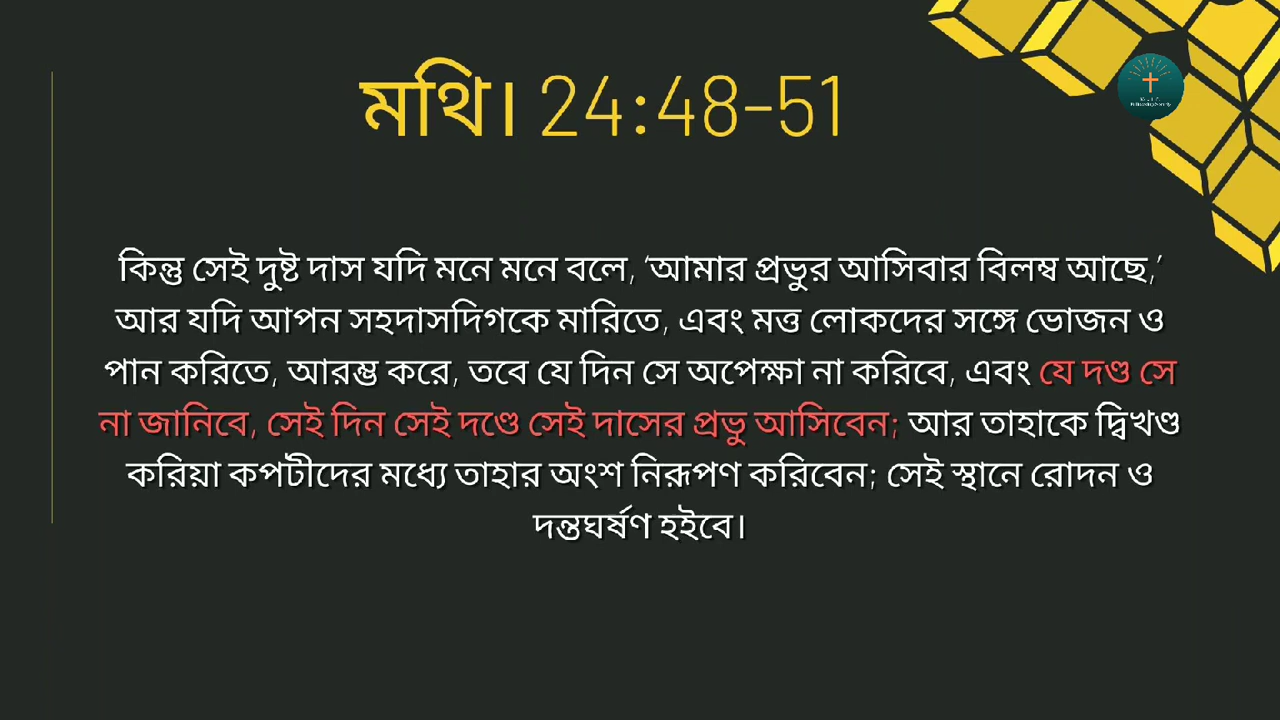 মথি। 24:48-51
কিন্তু সেই দুষ্ট দাস যদি মনে মনে বলে, ‘আমার প্রভুর আসিবার বিলম্ব আছে,’
আর যদি আপন সহদাসদিগকে মারিতে, এবং মত্ত লোকদের সঙ্গে ভোজন ও
পান করিতে, আরম্ভ করে, তবে যে দিন সে অপেক্ষা না করিবে, এবং যে দণ্ড সে
না জানিবে, সেই দিন সেই দণ্ডে সেই দাসের প্রভু আসিবেন; আর তাহাকে দ্বিখণ্ড
করিয়া কপটীদের মধ্যে তাহার অংশ নিরূপণ করিবেন; সেই স্থানে রোদন ও
দন্তঘর্ষণ হইবে।